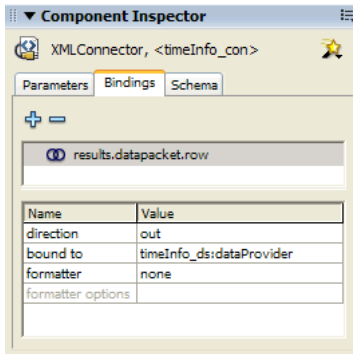 Component Inspector
XMLConnector, <timeInfo_con>
Parameters Bindings Schema
results.datapacket.row
Name Value
direction out
bound to timeInfo_ds:dataProvider
formatter none
formatter options